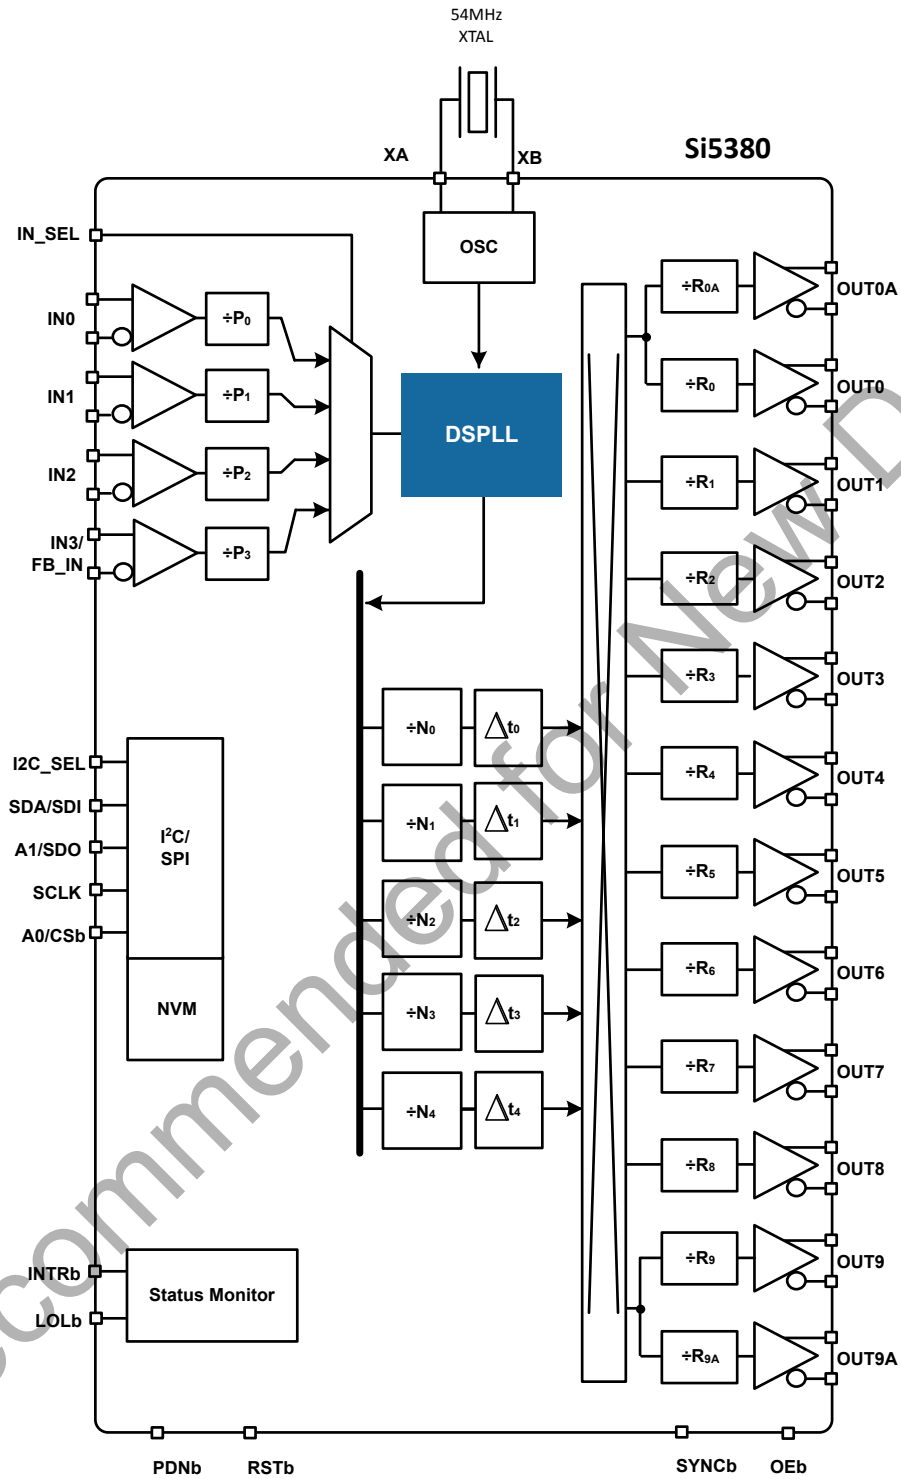 54MHz
XTAL
Si5380
XA
XB
IN_SEL
OSC
IN0
÷P0
IN1
÷P1
IN2
÷P2
IN3/
FB_IN
÷P3
DSPLL
÷N0
Δt0
÷N1
Δt1
÷N2
Δt2
÷N3
Δt3
÷N4
Δt4
÷R0A
OUT0A
÷R0
OUT0
÷R1
OUT1
÷R2
OUT2
÷R3
OUT3
÷R4
OUT4
÷R5
OUT5
÷R6
OUT6
÷R7
OUT7
÷R8
OUT8
÷R9
OUT9
÷R9A
OUT9A
I2C_SEL
SDA/SDI
A1/SDO
SCLK
A0/CSb
I²C/
SPI
NVM
INTRb
LOLb
Status Monitor
PDNb
RSTb
SYNCb
OEb
ecommended for New D